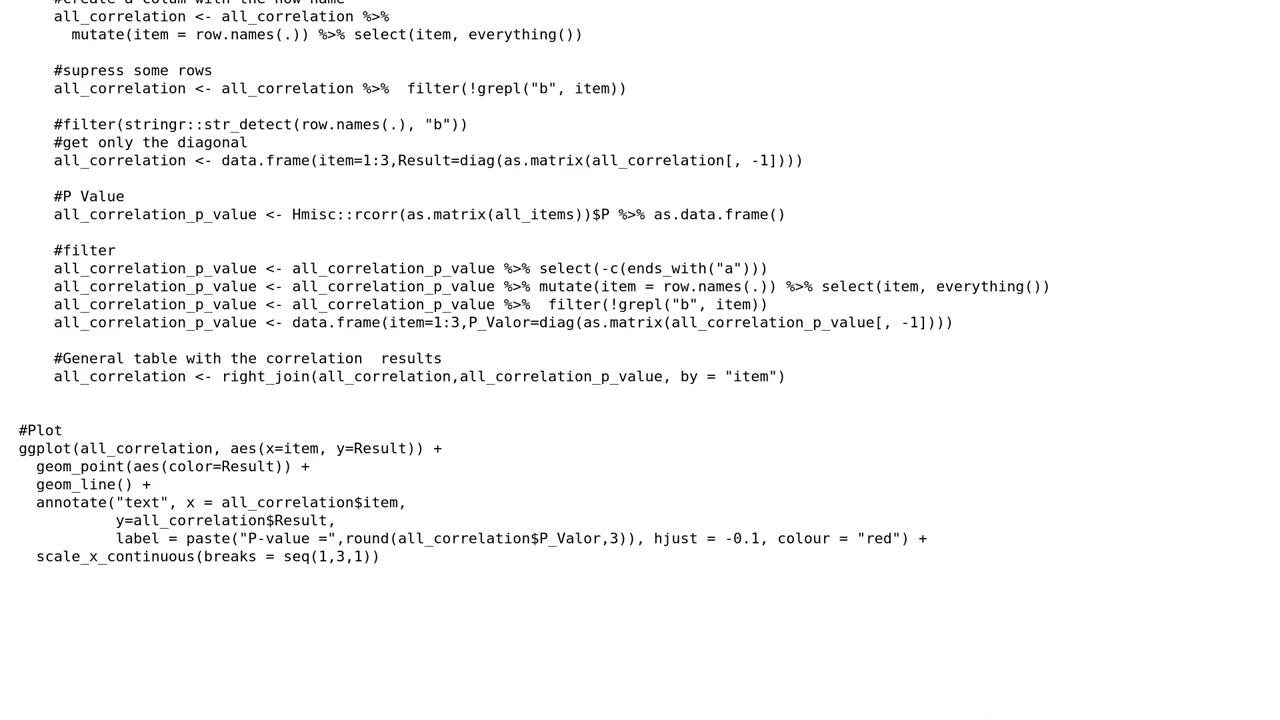 #create a column with the row name
all_correlation <- all_correlation %>%
  mutate(item = row.names(.)) %>% select(item, everything())

#supress some rows
all_correlation <- all_correlation %>%  filter(!grepl("b", item))

#filter(stringr::str_detect(row.names(.), "b"))
#get only the diagonal
all_correlation <- data.frame(item=1:3,Result=diag(as.matrix(all_correlation[, -1])))

#P Value
all_correlation_p_value <- Hmisc::rcorr(as.matrix(all_items))$P %>% as.data.frame()

#filter
all_correlation_p_value <- all_correlation_p_value %>% select(-c(ends_with("a")))
all_correlation_p_value <- all_correlation_p_value %>% mutate(item = row.names(.)) %>% select(item, everything())
all_correlation_p_value <- all_correlation_p_value %>%  filter(!grepl("b", item))
all_correlation_p_value <- data.frame(item=1:3,P_Valor=diag(as.matrix(all_correlation_p_value[, -1])))

#General table with the correlation  results
all_correlation <- right_join(all_correlation,all_correlation_p_value, by = "item")

#Plot
ggplot(all_correlation, aes(x=item, y=Result)) +
  geom_point(aes(color=Result)) +
  geom_line() +
  annotate("text", x = all_correlation$item,
           y=all_correlation$Result,
           label = paste("P-value =",round(all_correlation$P_Valor,3)), hjust = -0.1, colour = "red") +
  scale_x_continuous(breaks = seq(1,3,1))